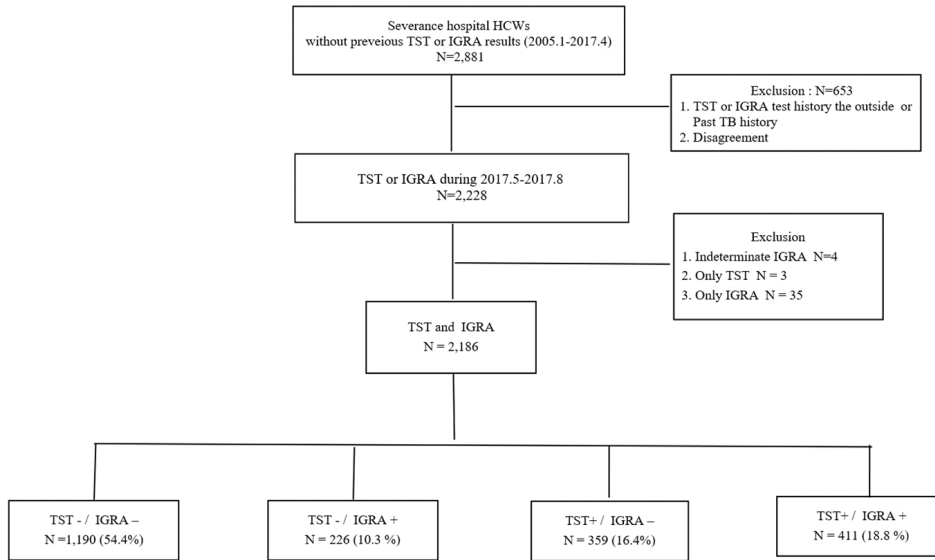 Severance hospital HCWs
without preveious TST or IGRA results (2005.1-2017.4)
N=2,881
Exclusion : N=653
1. TST or IGRA test history the outside or
Past TB history
2. Disagreement
TST or IGRA during 2017.5-2017.8
N=2,228
Exclusion
1. Indeterminate IGRA N=4
2. Only TST N = 3
3. Only IGRA N = 35
TST and IGRA
N = 2,186
TST - / IGRA –
N =1,190 (54.4%)
TST - / IGRA +
N = 226 (10.3 %)
TST+ / IGRA –
N = 359 (16.4%)
TST+ / IGRA +
N = 411 (18.8 %)